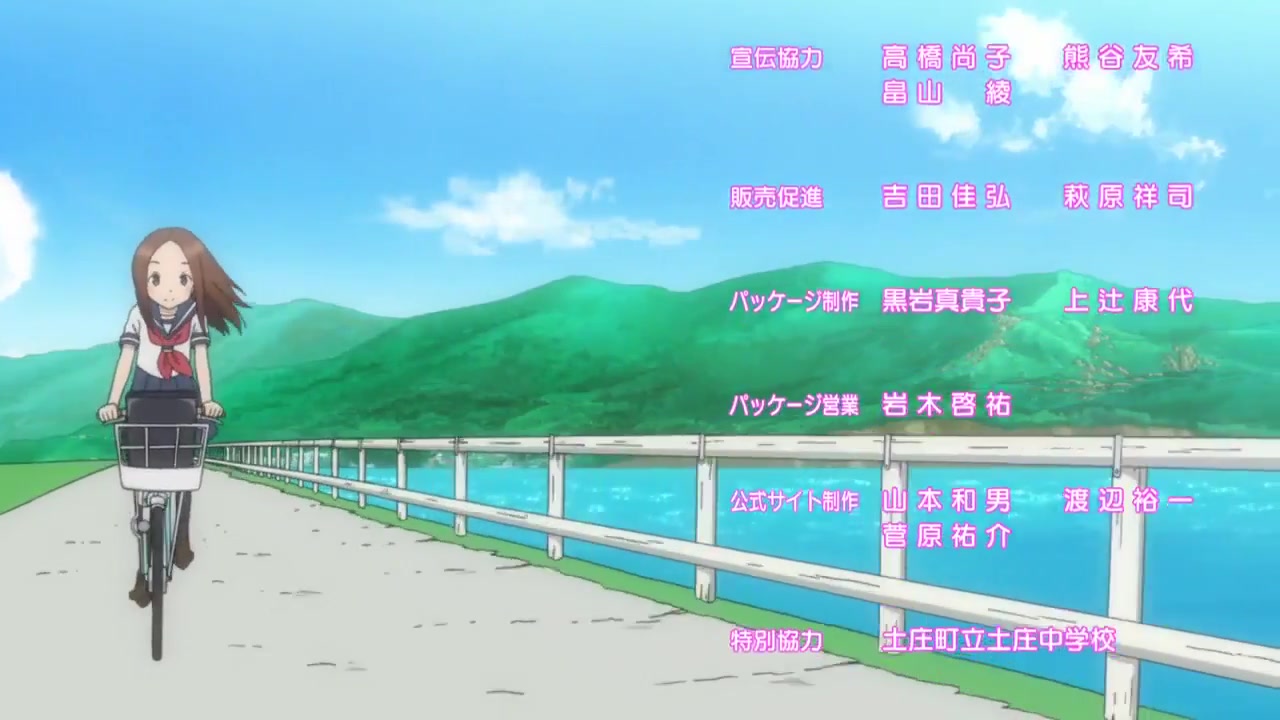 宣伝協力 高橋尚子 熊谷友希
畠山 綾
販売促進 吉田佳弘 萩原祥司
パッケージ制作 黒岩真貴子 上辻康代
パッケージ営業 岩木啓祐
公式サイト制作 山本和男 渡辺裕一
菅原祐介
特別協力 土庄町立土庄中学校